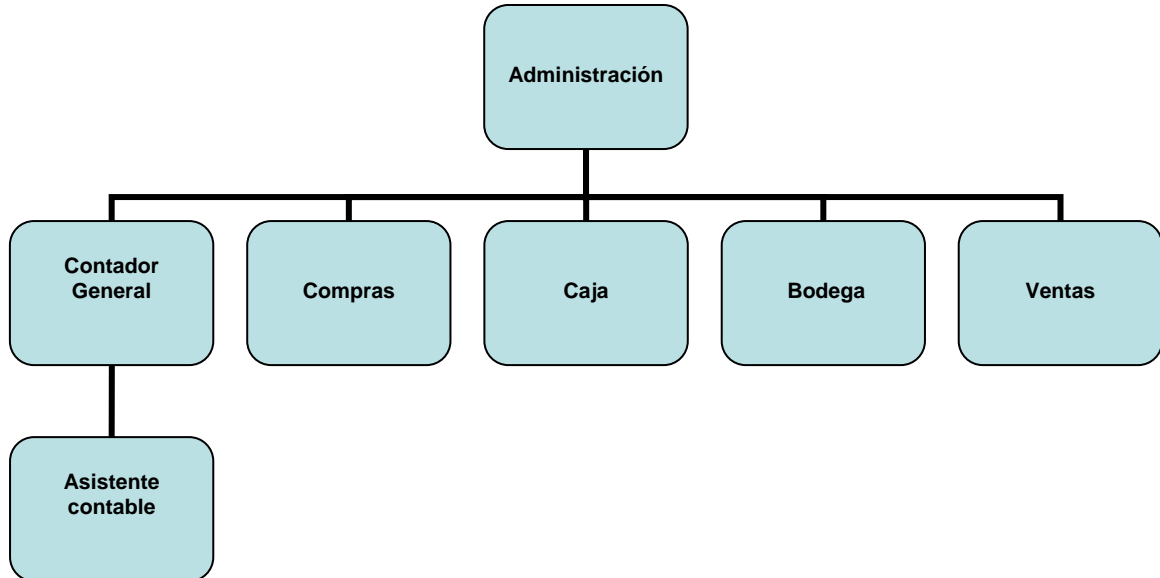 Administración
Contador
General
Compras
Caja
Bodega
Ventas
Asistente
contable